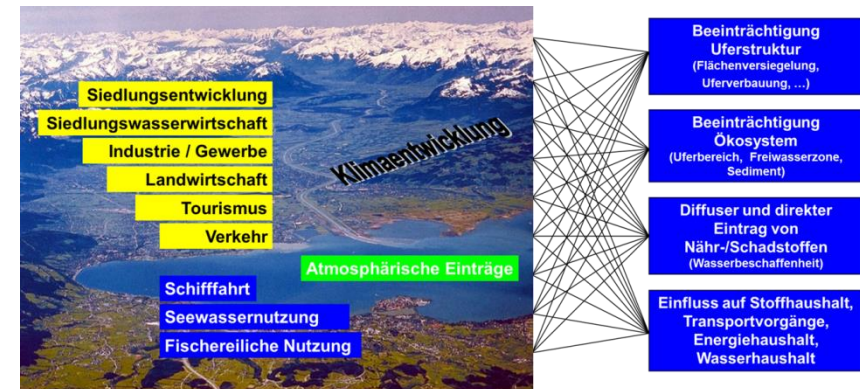 Siedlungsentwicklung
Siedlungswasserwirtschaft
Industrie / Gewerbe
Landwirtschaft
Tourismus
Verkehr
Klimaentwicklung
Atmosphärische Einträge
Schifffahrt
Seewassernutzung
Fischereiliche Nutzung
Beeinträchtigung
Uferstruktur
(Flächenversiegelung,
Uferverbauung, ...)
Beeinträchtigung
Ökosystem
(Uferbereich, Freiwasserzone,
Sediment)
Diffuser und direkter
Eintrag von
Nähr-/Schadstoffen
(Wasserbeschaffenheit)
Einfluss auf Stoffhaushalt,
Transportvorgänge,
Energiehaushalt,
Wasserhaushalt